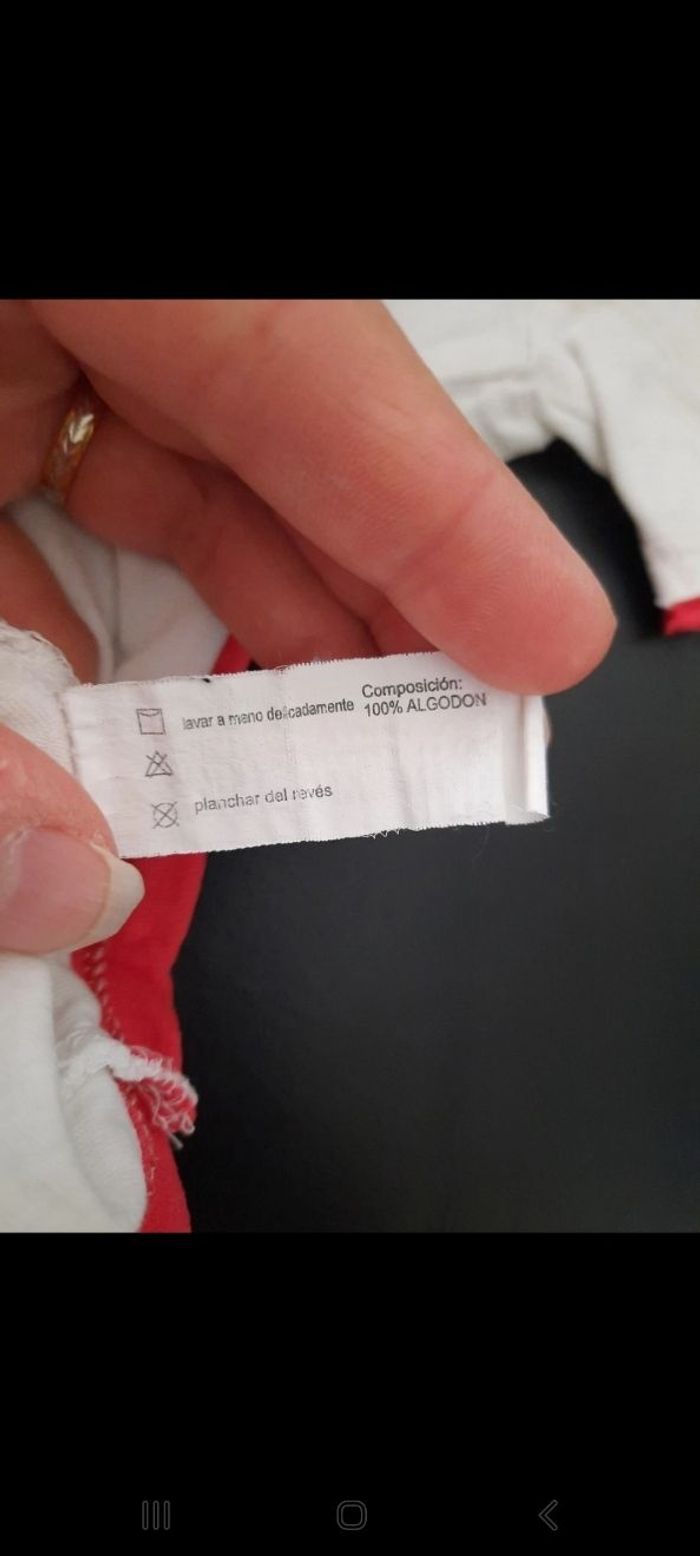 lavar a mano delicadamente
Composición:
100% ALGODON
planchar del revés